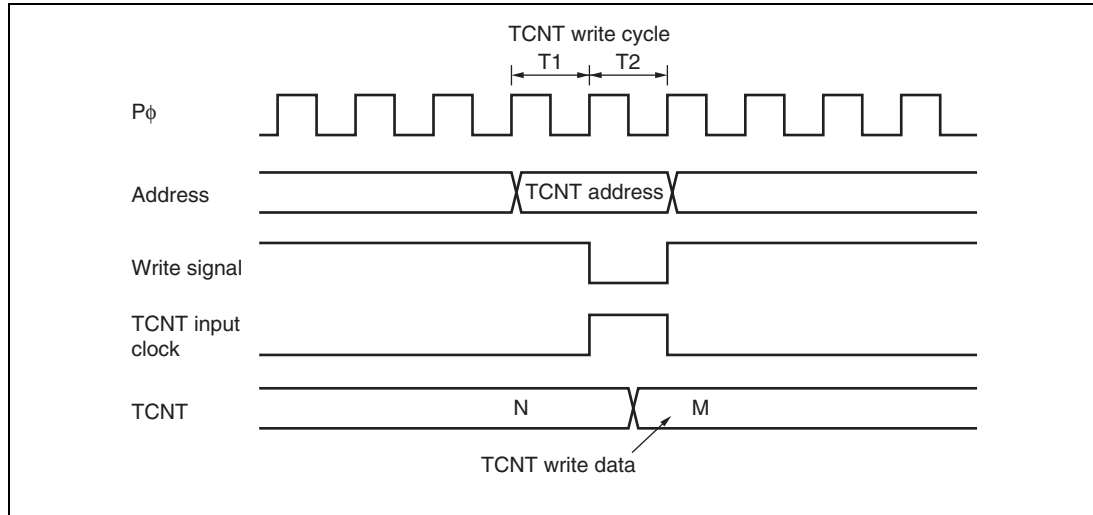 TCNT write cycle
T1 T2
Pϕ
Address
TCNT address
Write signal
TCNT input
clock
TCNT
N M
TCNT write data